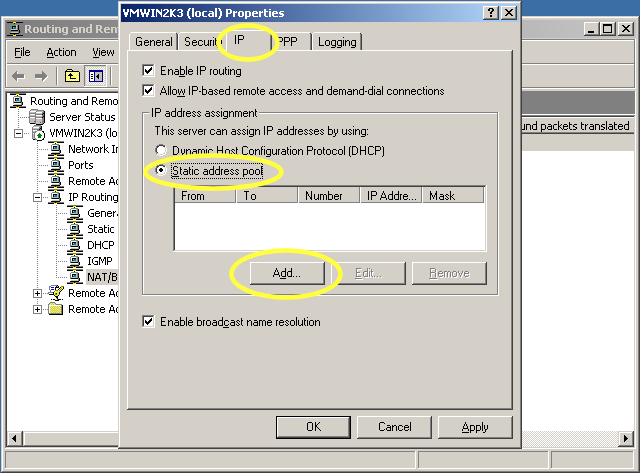 Routing and Rem
File Action
Routing and Remo
Server Status
VMWIN2K3 (lo
Network In
Ports
Remote Ac
IP Routing
Genera
Static
DHCP
IGMP
NAT/B
Remote Ac
Remote Ac
und packets translated
VMWIN2K3 (local) Properties
General Security IP PPP Logging
Enable IP routing
Allow IP-based remote access and demand-dial connections
IP address assignment
This server can assign IP addresses by using:
Dynamic Host Configuration Protocol (DHCP)
Static address pool
From To Number IP Addre... Mask
Add... Edit... Remove
Enable broadcast name resolution
OK Cancel Apply